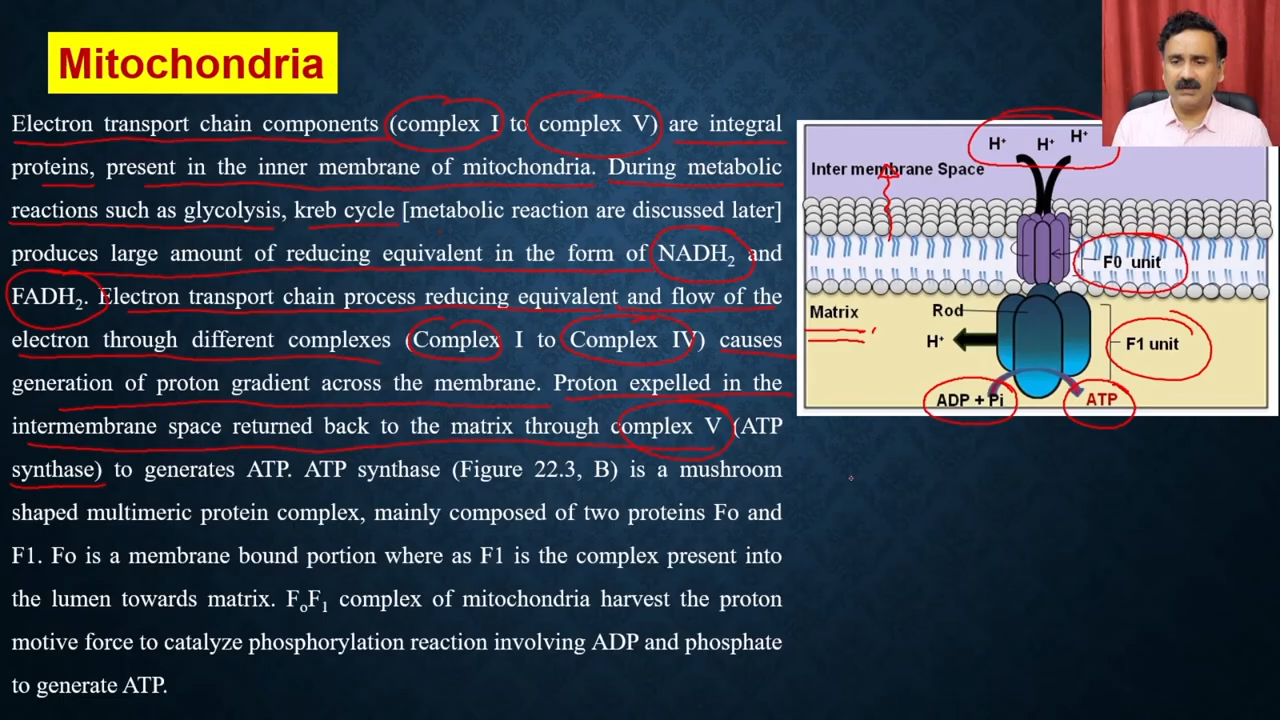 Mitochondria
Electron transport chain components (complex I to complex V) are integral
proteins, present in the inner membrane of mitochondria. During metabolic
reactions such as glycolysis, kreb cycle [metabolic reaction are discussed later]
produces large amount of reducing equivalent in the form of NADH₂ and
FADH₂. Electron transport chain process reducing equivalent and flow of the
electron through different complexes (Complex I to Complex IV) causes
generation of proton gradient across the membrane. Proton expelled in the
intermembrane space returned back to the matrix through complex V (ATP
synthase) to generates ATP. ATP synthase (Figure 22.3, B) is a mushroom
shaped multimeric protein complex, mainly composed of two proteins Fo and
F1. Fo is a membrane bound portion where as F1 is the complex present into
the lumen towards matrix. FₒF₁ complex of mitochondria harvest the proton
motive force to catalyze phosphorylation reaction involving ADP and phosphate
to generate ATP.
H⁺ H⁺ H⁺
Inter membrane Space
F0 unit
Matrix
Rod
H⁺
F1 unit
ADP + Pi
ATP